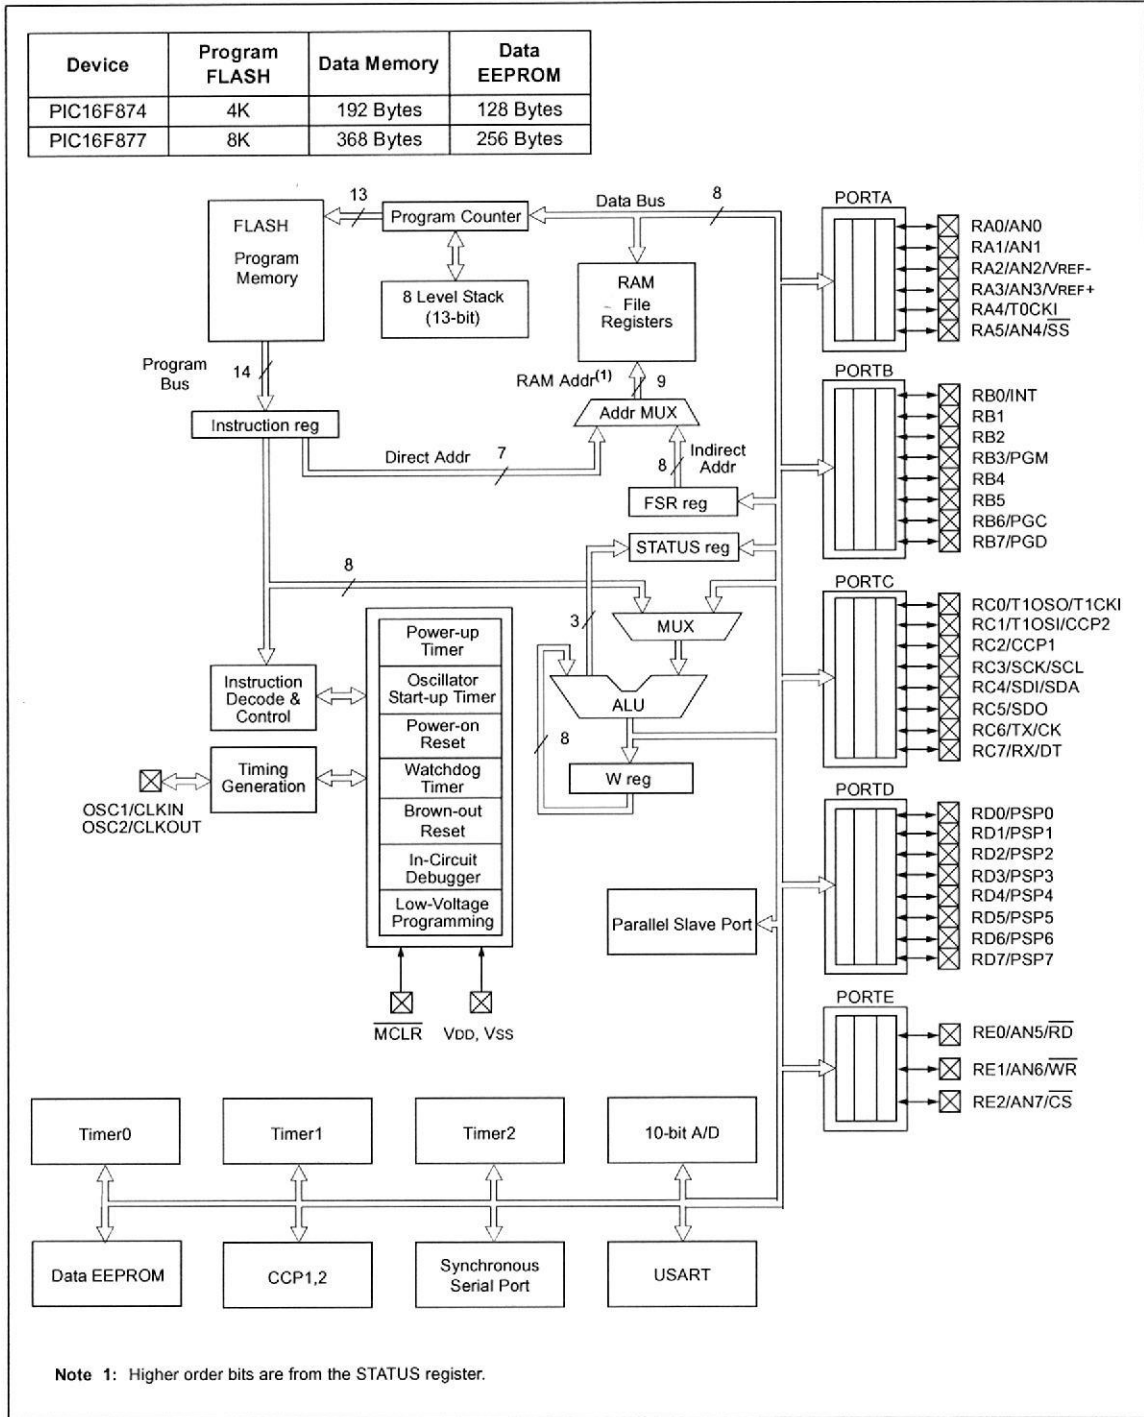 Device Program FLASH Data Memory Data EEPROM
PIC16F874 4K 192 Bytes 128 Bytes
PIC16F877 8K 368 Bytes 256 Bytes
FLASH
Program
Memory
13
Program Counter
Data Bus
8
8 Level Stack
(13-bit)
RAM
File
Registers
Program
Bus
14
RAM Addr(1)
9
Addr MUX
Instruction reg
Direct Addr
7
8
Indirect
Addr
FSR reg
STATUS reg
8
3
MUX
Power-up
Timer
Oscillator
Start-up Timer
Power-on
Reset
Watchdog
Timer
Brown-out
Reset
In-Circuit
Debugger
Low-Voltage
Programming
Instruction
Decode &
Control
ALU
8
W reg
Timing
Generation
OSC1/CLKIN
OSC2/CLKOUT
Parallel Slave Port
MCLR
VDD, VSS
PORTA
RA0/AN0
RA1/AN1
RA2/AN2/VREF-
RA3/AN3/VREF+
RA4/T0CKI
RA5/AN4/SS
PORTB
RB0/INT
RB1
RB2
RB3/PGM
RB4
RB5
RB6/PGC
RB7/PGD
PORTC
RC0/T1OSO/T1CKI
RC1/T1OSI/CCP2
RC2/CCP1
RC3/SCK/SCL
RC4/SDI/SDA
RC5/SDO
RC6/TX/CK
RC7/RX/DT
PORTD
RD0/PSP0
RD1/PSP1
RD2/PSP2
RD3/PSP3
RD4/PSP4
RD5/PSP5
RD6/PSP6
RD7/PSP7
PORTE
RE0/AN5/RD
RE1/AN6/WR
RE2/AN7/CS
Timer0
Timer1
Timer2
10-bit A/D
Data EEPROM
CCP1,2
Synchronous
Serial Port
USART
Note 1: Higher order bits are from the STATUS register.